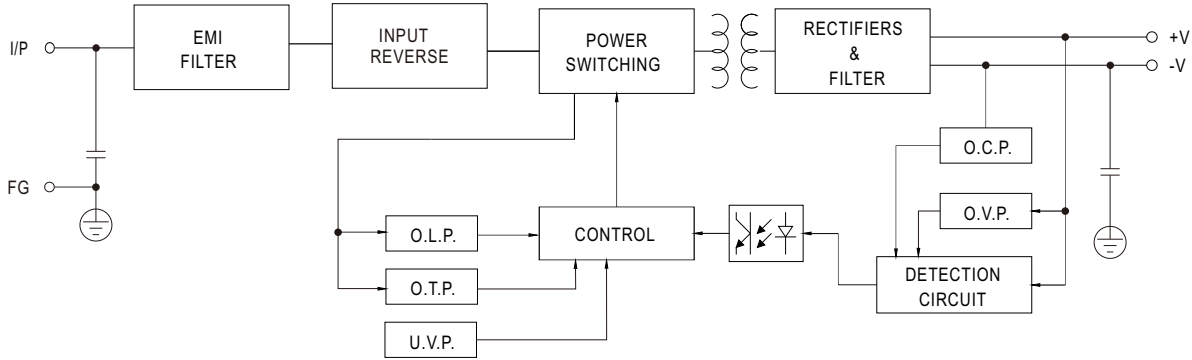 I/P
EMI
FILTER
INPUT
REVERSE
POWER
SWITCHING
RECTIFIERS
&
FILTER
+V
-V
O.C.P.
FG
O.V.P.
O.L.P.
CONTROL
DETECTION
CIRCUIT
O.T.P.
U.V.P.